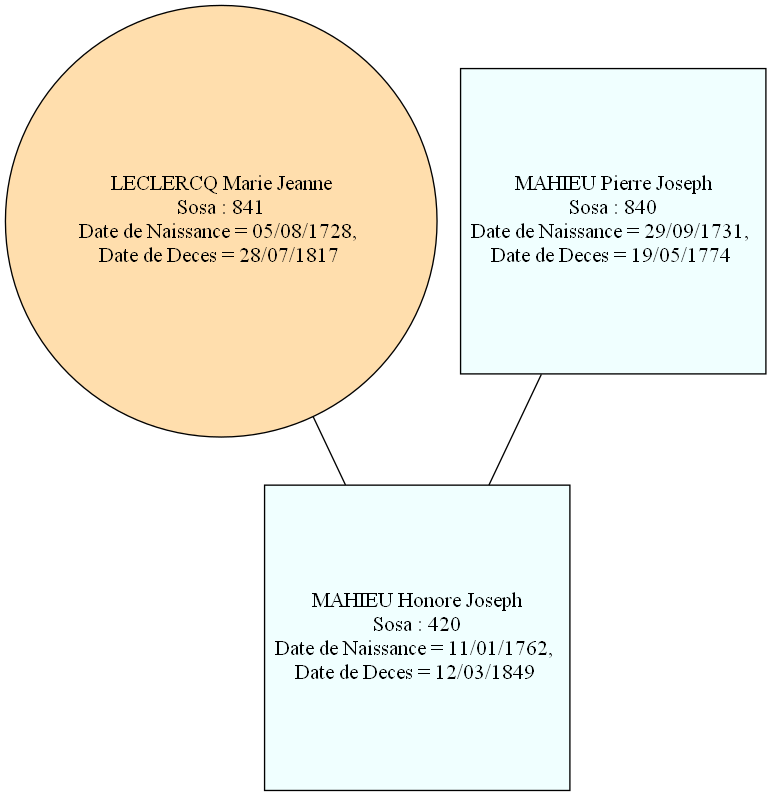 LECLERCQ Marie Jeanne
Sosa : 841
Date de Naissance = 05/08/1728,
Date de Deces = 28/07/1817
MAHIEU Pierre Joseph
Sosa : 840
Date de Naissance = 29/09/1731,
Date de Deces = 19/05/1774
MAHIEU Honore Joseph
Sosa : 420
Date de Naissance = 11/01/1762,
Date de Deces = 12/03/1849